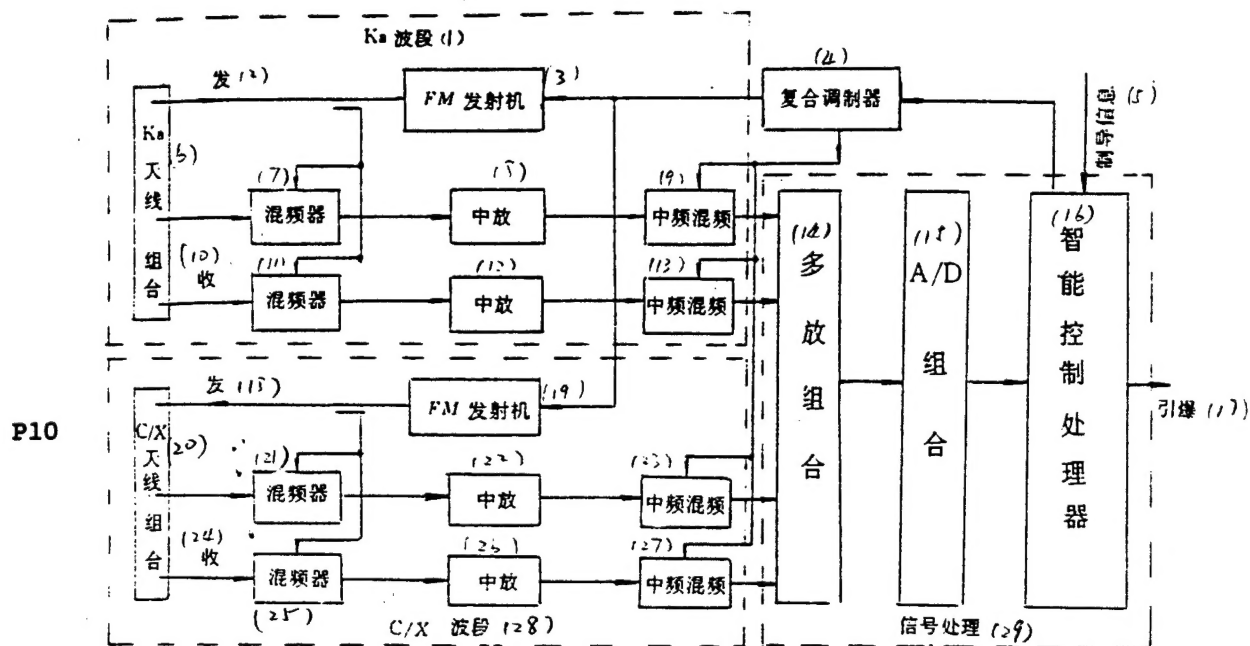 Ka 波段 (1)
发 (2)
FM 发射机
(3)
(4)
复合调制器
制导信息 (5)
Ka 天线组合
(6)
(7)
混频器
(8)
中放
(9)
中频混频
(10)
收
(11)
混频器
(12)
中放
(13)
中频混频
(14)
多放组合
(15)
A/D 组合
(16)
智能控制处理器
引爆 (17)
P10
发 (18)
FM 发射机
(19)
C/X 天线组合
(20)
(21)
混频器
(22)
中放
(23)
中频混频
(24)
收
混频器
(25)
(26)
中放
(27)
中频混频
C/X 波段 (28)
信号处理 (29)